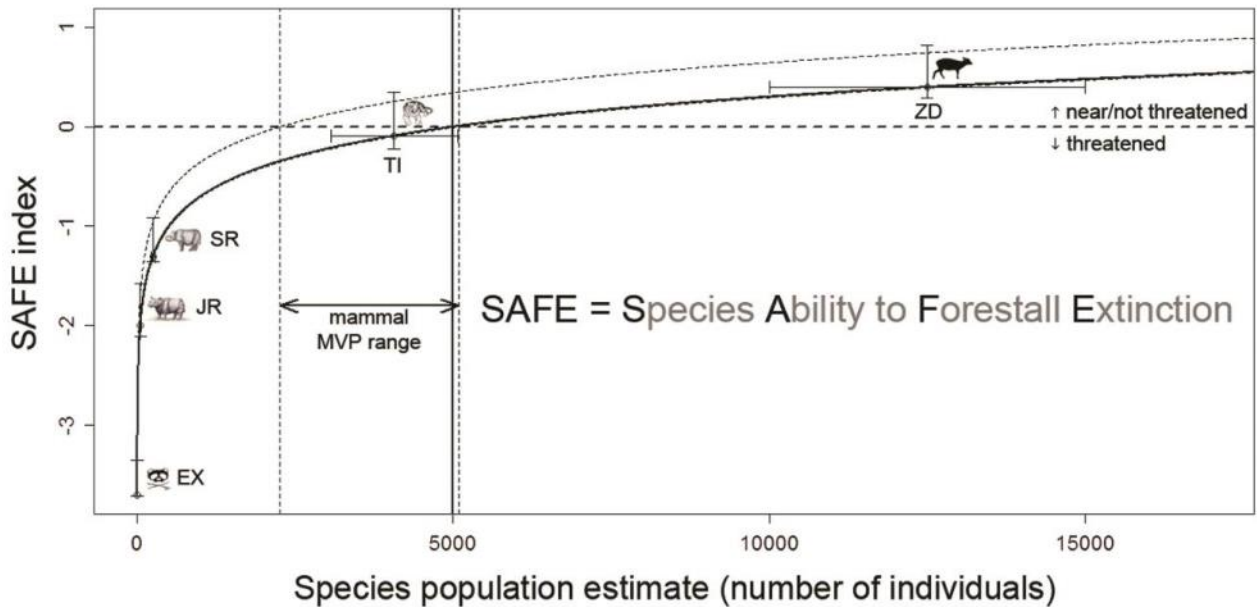 1
0
-1
-2
-3
SAFE index
ZD
↑ near/not threatened
↓ threatened
TI
SR
JR
mammal
MVP range
SAFE = Species Ability to Forestall Extinction
EX
0
5000
10000
15000
Species population estimate (number of individuals)